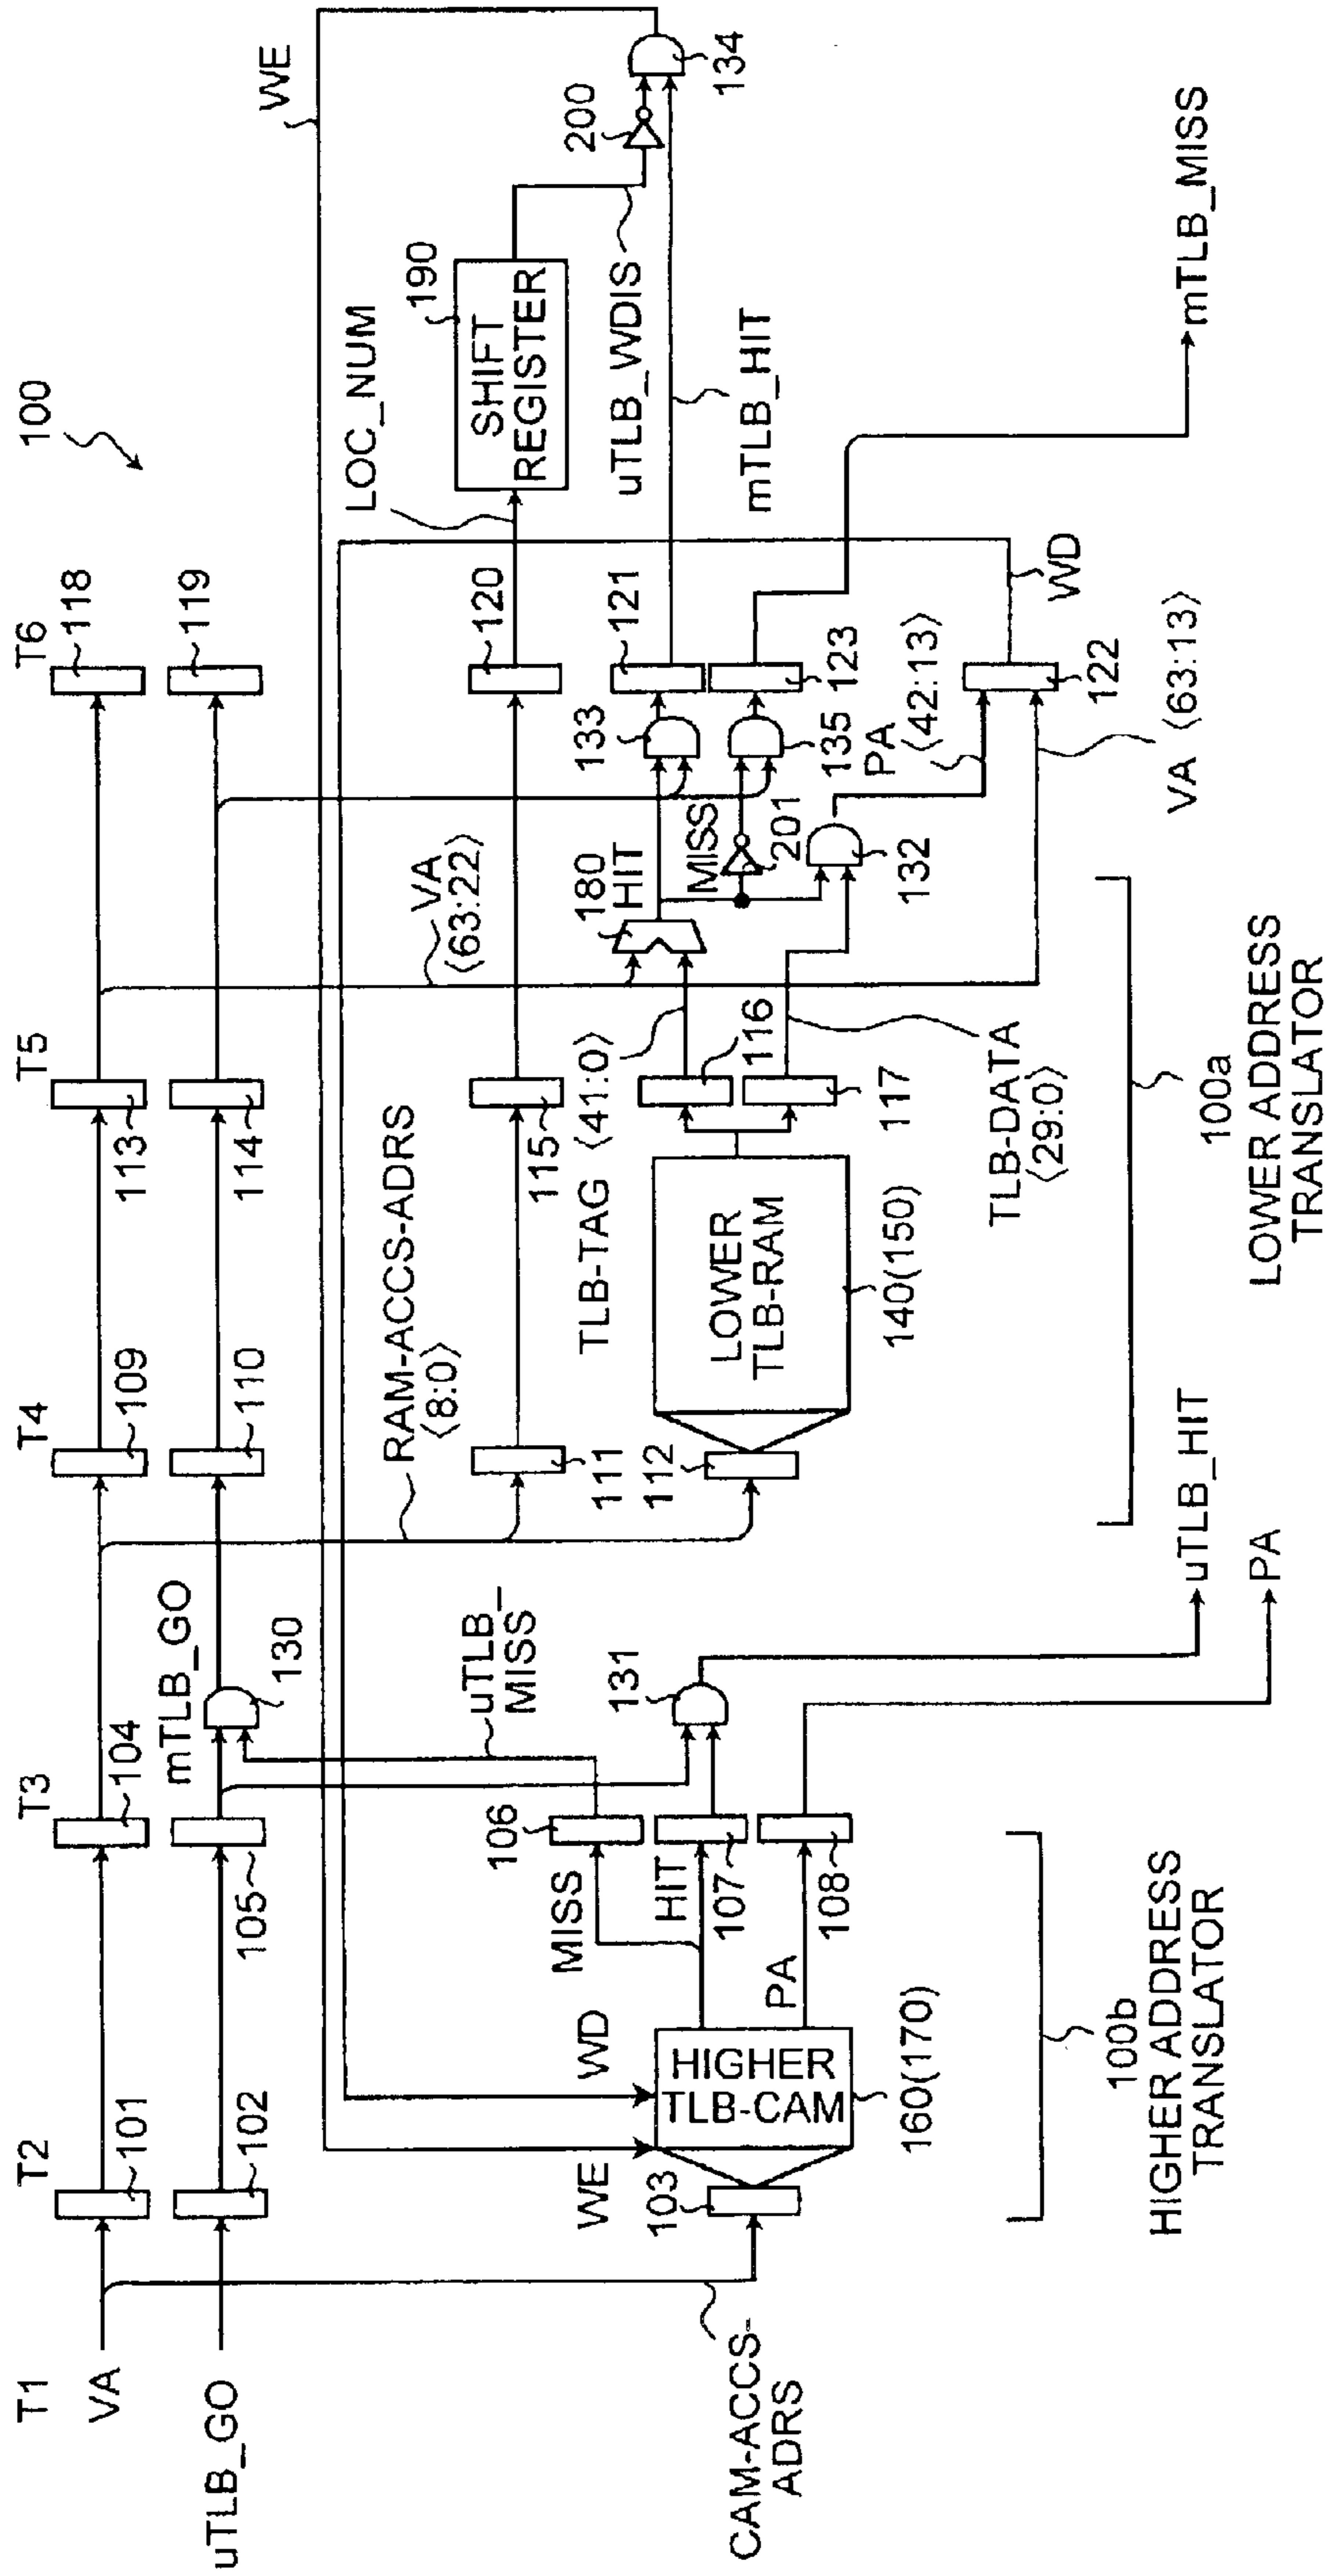 100
T1
T2
T3
T4
T5
T6
VA
101
104
109
113
118
uTLB_GO
102
105
mTLB_GO
130
110
114
119
WE
RAM-ACCS-ADRS
⟨8:0⟩
VA
⟨63:22⟩
LOC_NUM
190
SHIFT
REGISTER
200
134
111
115
120
uTLB_WDIS
mTLB_HIT
uTLB_
MISS
TLB-TAG ⟨41:0⟩
180
HIT
133
121
MISS
201
135
123
mTLB_MISS
WE
WD
MISS
106
HIT
107
131
112
LOWER
TLB-RAM
140(150)
116
117
132
PA
⟨42:13⟩
122
WD
VA ⟨63:13⟩
TLB-DATA
⟨29:0⟩
103
HIGHER
TLB-CAM
160(170)
PA
108
uTLB_HIT
PA
CAM-ACCS-
ADRS
100b
HIGHER ADDRESS
TRANSLATOR
100a
LOWER ADDRESS
TRANSLATOR